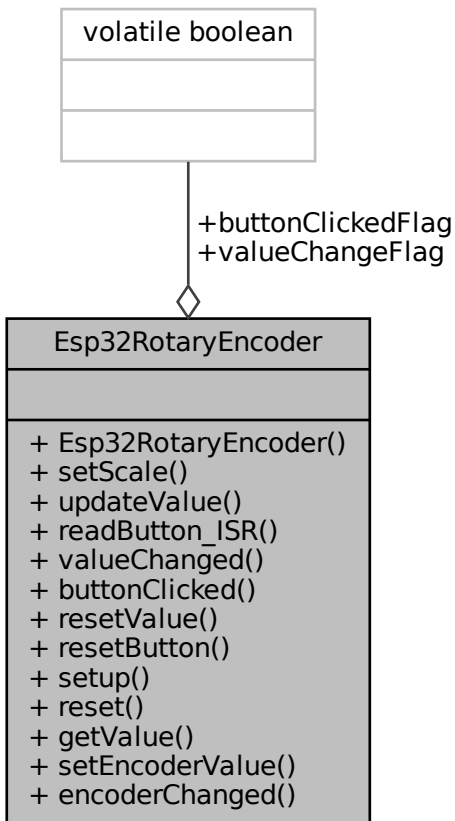 volatile boolean
+buttonClickedFlag
+valueChangeFlag
Esp32RotaryEncoder
+ Esp32RotaryEncoder()
+ setScale()
+ updateValue()
+ readButton_ISR()
+ valueChanged()
+ buttonClicked()
+ resetValue()
+ resetButton()
+ setup()
+ reset()
+ getValue()
+ setEncoderValue()
+ encoderChanged()